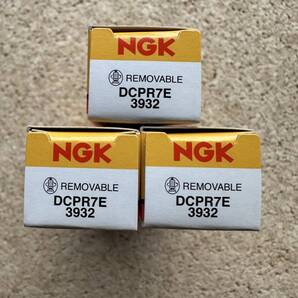 NGK
REMOVABLE
DCPR7E
3932
NGK
REMOVABLE
DCPR7E
3932
NGK
REMOVABLE
DCPR7E
3932